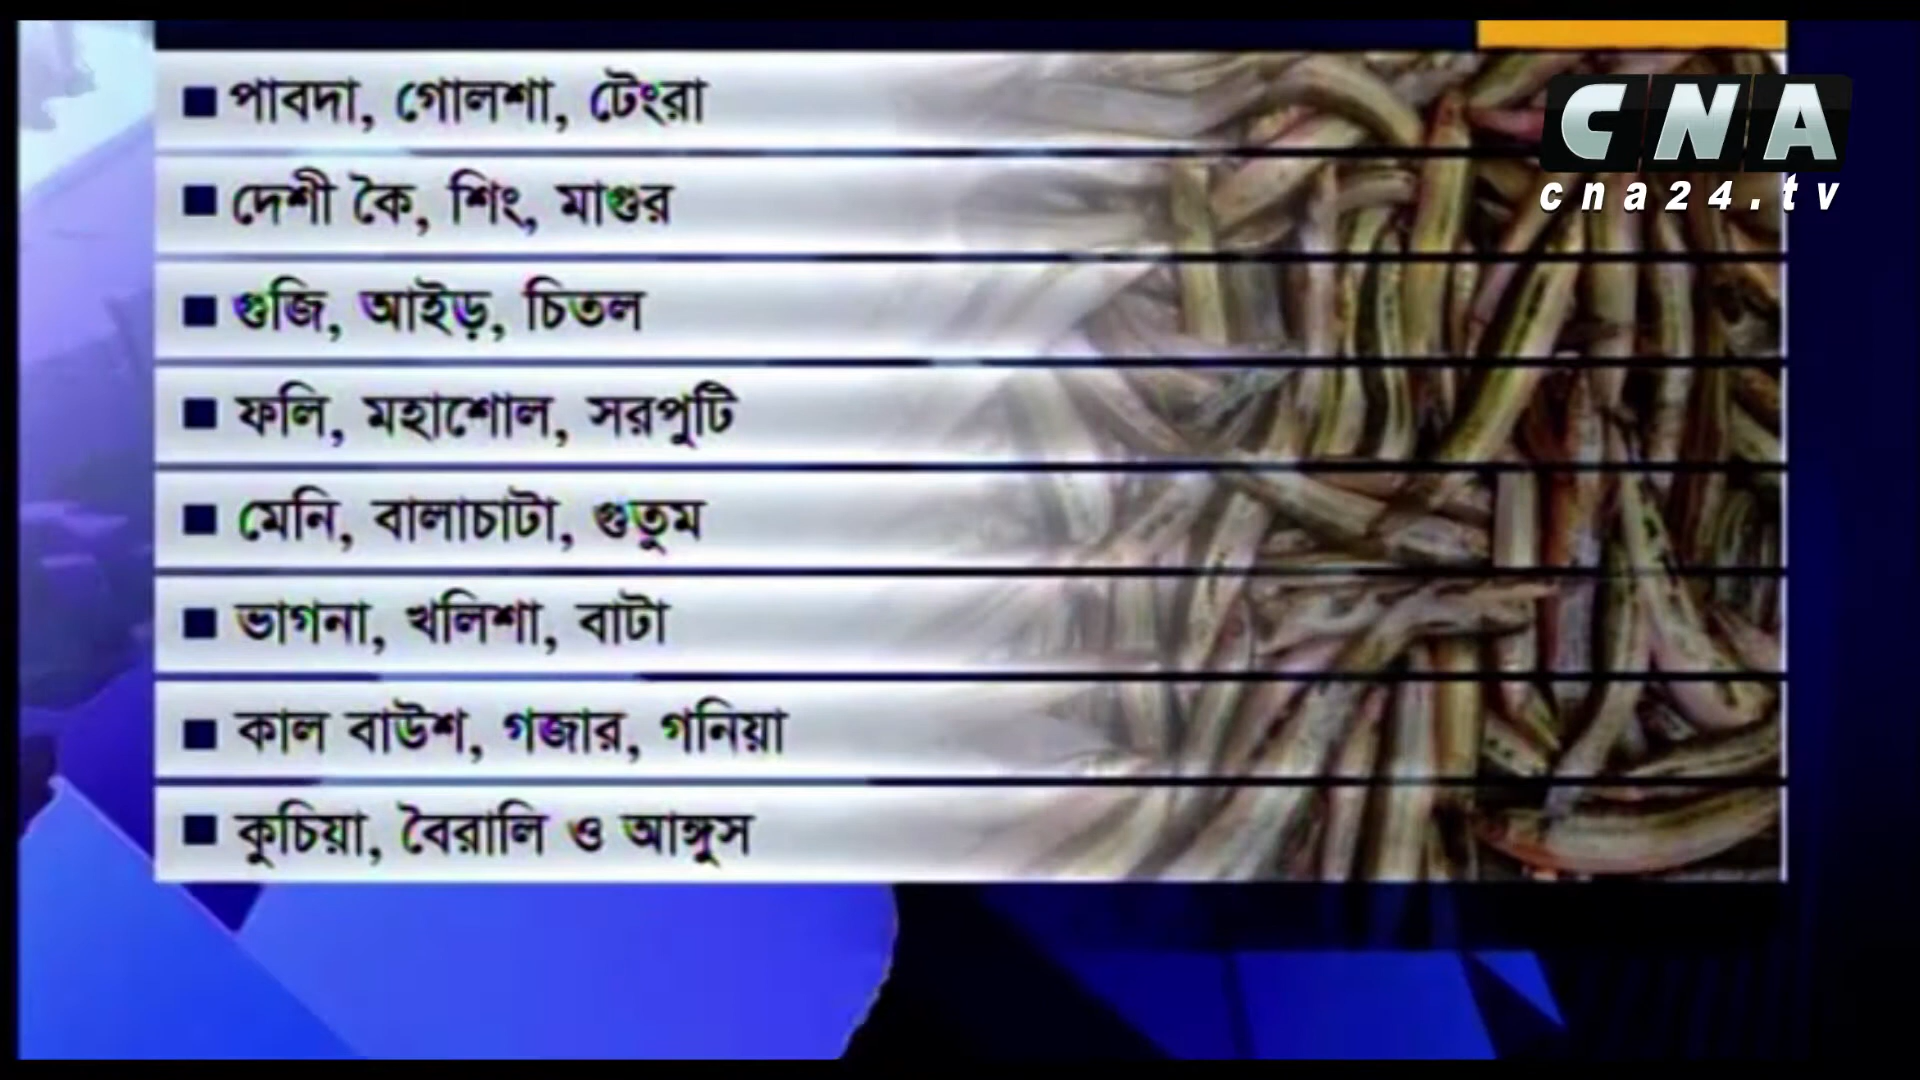 পাবদা, গোলশা, টেংরা
দেশী কৈ, শিং, মাগুর
গুজি, আইড়, চিতল
ফলি, মহাশোল, সরপুটি
মেনি, বালাচাটা, গুতুম
ভাগনা, খলিশা, বাটা
কাল বাউশ, গজার, গনিয়া
কুচিয়া, বৈরালি ও আঙ্গুস
CNA
cna24.tv